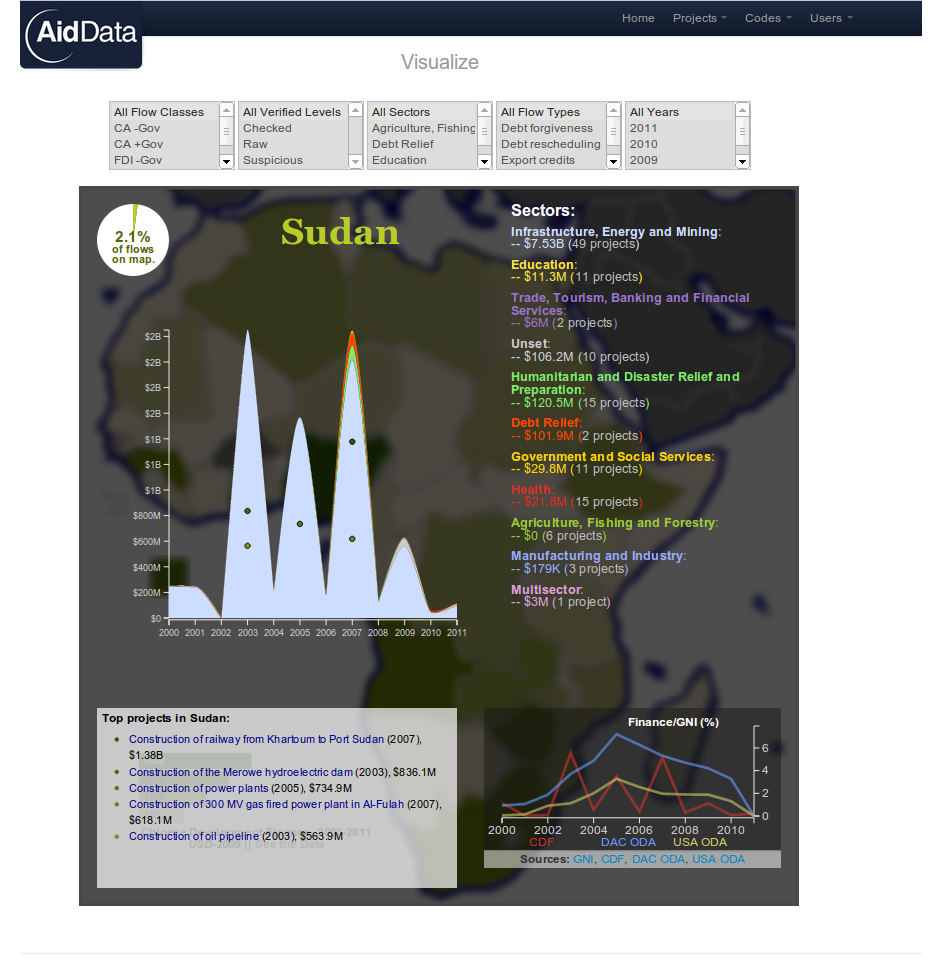 AidData
Home Projects Codes Users
Visualize
All Flow Classes
CA -Gov
CA +Gov
FDI -Gov
All Verified Levels
Checked
Raw
Suspicious
All Sectors
Agriculture, Fishing
Debt Relief
Education
All Flow Types
Debt forgiveness
Debt rescheduling
Export credits
All Years
2011
2010
2009
2.1%
of flows
on map.
Sudan
$2B
$2B
$2B
$2B
$1B
$1B
$1B
$800M
$600M
$400M
$200M
$0
2000 2001 2002 2003 2004 2005 2006 2007 2008 2009 2010 2011
Sectors:
Infrastructure, Energy and Mining:
-- $7.53B (49 projects)
Education:
-- $11.3M (11 projects)
Trade, Tourism, Banking and Financial
Services:
-- $6M (2 projects)
Unset:
-- $106.2M (10 projects)
Humanitarian and Disaster Relief and
Preparation:
-- $120.5M (15 projects)
Debt Relief:
-- $101.9M (2 projects)
Government and Social Services:
-- $29.8M (11 projects)
Health:
-- $21.8M (15 projects)
Agriculture, Fishing and Forestry:
-- $0 (6 projects)
Manufacturing and Industry:
-- $179K (3 projects)
Multisector:
-- $3M (1 project)
Top projects in Sudan:
Construction of railway from Khartoum to Port Sudan (2007),
$1.38B
Construction of the Merowe hydroelectric dam (2003), $836.1M
Construction of power plants (2005), $734.9M
Construction of 300 MV gas fired power plant in Al-Fulah (2007),
$618.1M
Construction of oil pipeline (2003), $563.9M
USD-2009 || See the Data
Finance/GNI (%)
6
4
2
0
2000 2002 2004 2006 2008 2010
CDF DAC ODA USA ODA
Sources: GNI, CDF, DAC ODA, USA ODA